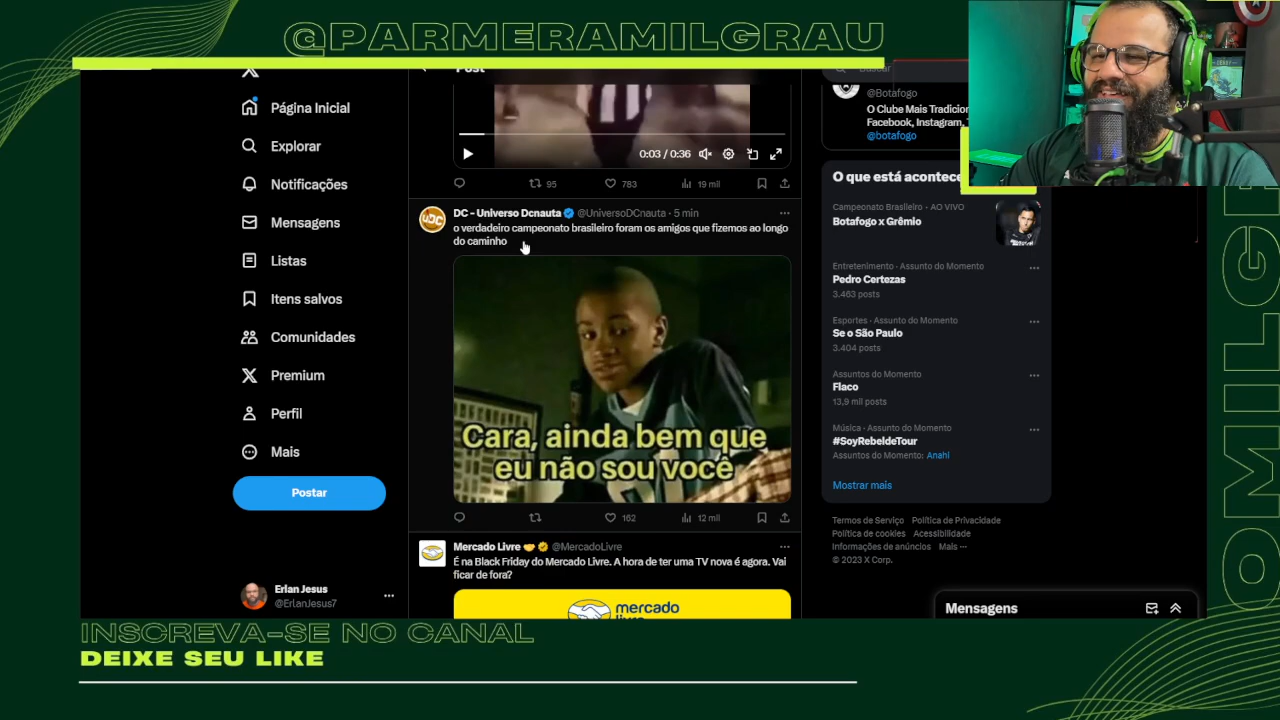 @PARMERAMILGRAU
Post
Página Inicial
Explorar
Notificações
Mensagens
Listas
Itens salvos
Comunidades
Premium
Perfil
Mais
Postar
Erlan Jesus
@ErlanJesus7
0:03 / 0:36
95
783
19 mil
DC - Universo Dcnauta @UniversoDCnauta · 5 min
o verdadeiro campeonato brasileiro foram os amigos que fizemos ao longo
do caminho
Cara, ainda bem que
eu não sou você
162
12 mil
Mercado Livre @MercadoLivre
É na Black Friday do Mercado Livre. A hora de ter uma TV nova é agora. Vai
ficar de fora?
mercado
Buscar
@Botafogo
O Clube Mais Tradicion
Facebook, Instagram,
@botafogo
O que está acontece
Campeonato Brasileiro · AO VIVO
Botafogo x Grêmio
Entretenimento · Assunto do Momento
Pedro Certezas
3.463 posts
Esportes · Assunto do Momento
Se o São Paulo
3.404 posts
Assuntos do Momento
Flaco
13,9 mil posts
Música · Assunto do Momento
#SoyRebeldeTour
Assuntos do Momento: Anahí
Mostrar mais
Termos de Serviço Política de Privacidade
Política de cookies Acessibilidade
Informações de anúncios Mais ···
© 2023 X Corp.
Mensagens
INSCREVA-SE NO CANAL
DEIXE SEU LIKE